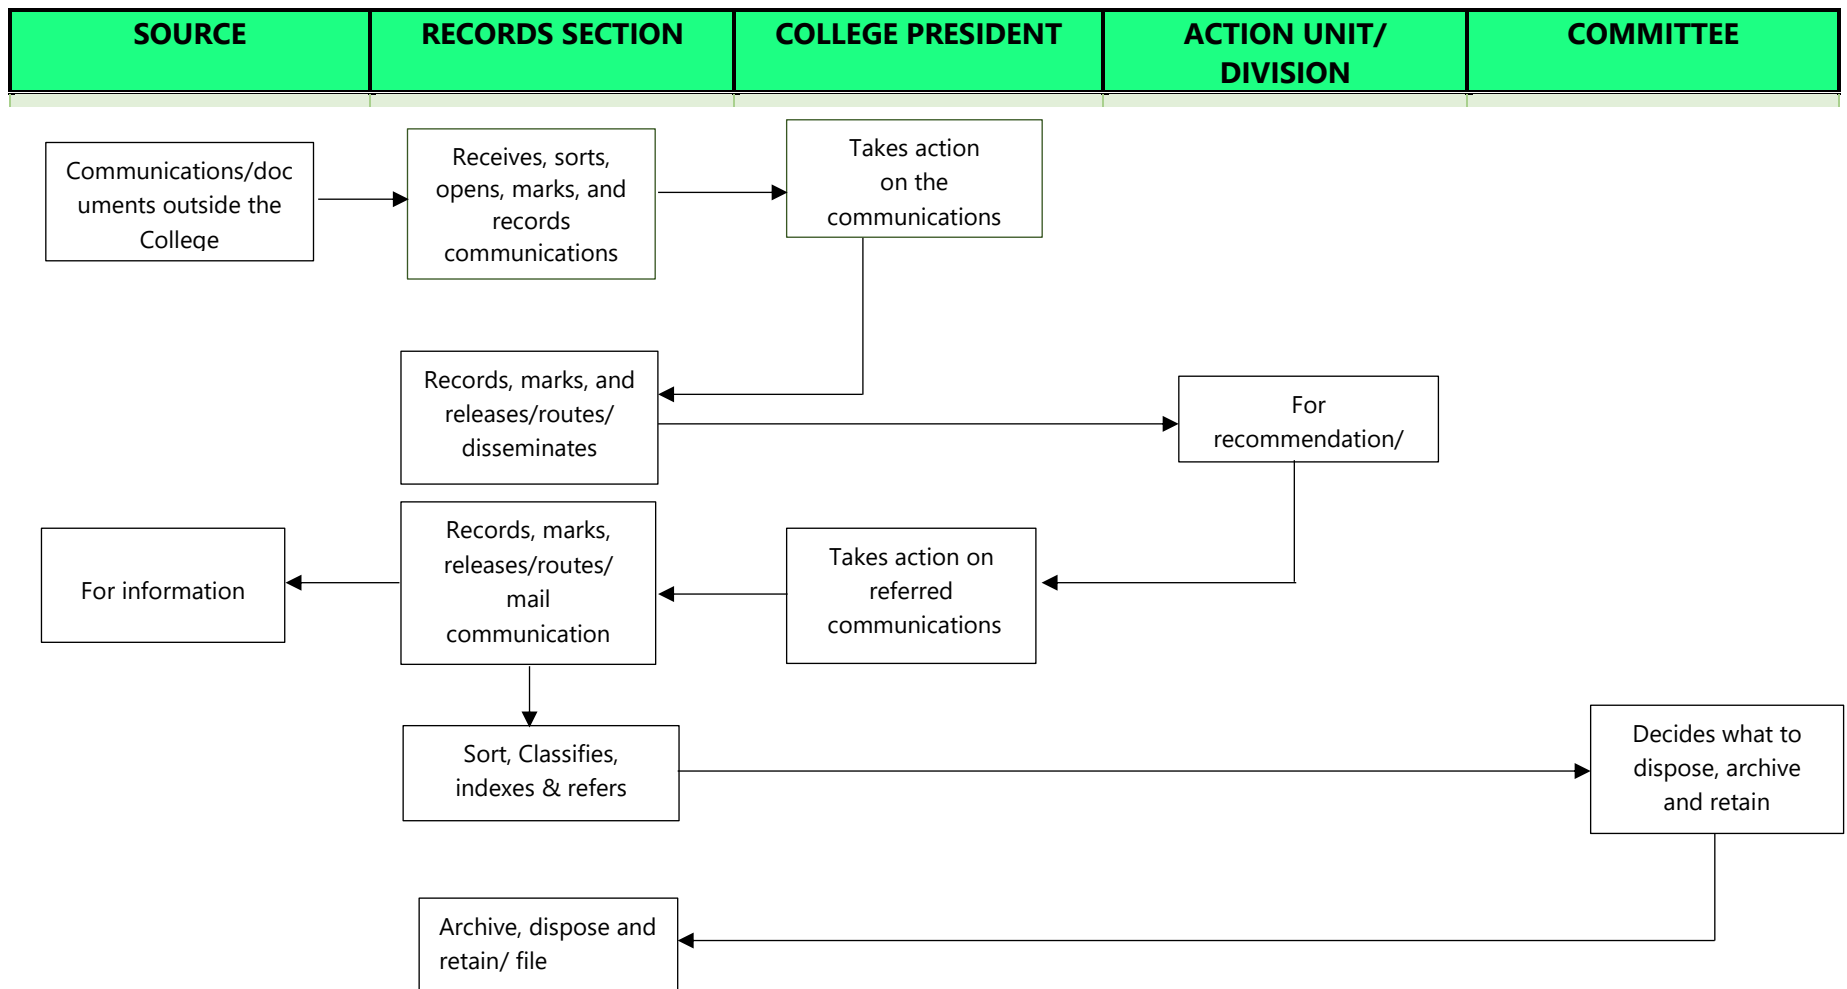 SOURCE
RECORDS SECTION
COLLEGE PRESIDENT
ACTION UNIT/
DIVISION
COMMITTEE
Communications/doc
uments outside the
College
Receives, sorts,
opens, marks, and
records
communications
Takes action
on the
communications
Records, marks, and
releases/routes/
disseminates
For
recommendation/
For information
Records, marks,
releases/routes/
mail
communication
Takes action on
referred
communications
Sort, Classifies,
indexes & refers
Decides what to
dispose, archive
and retain
Archive, dispose and
retain/ file